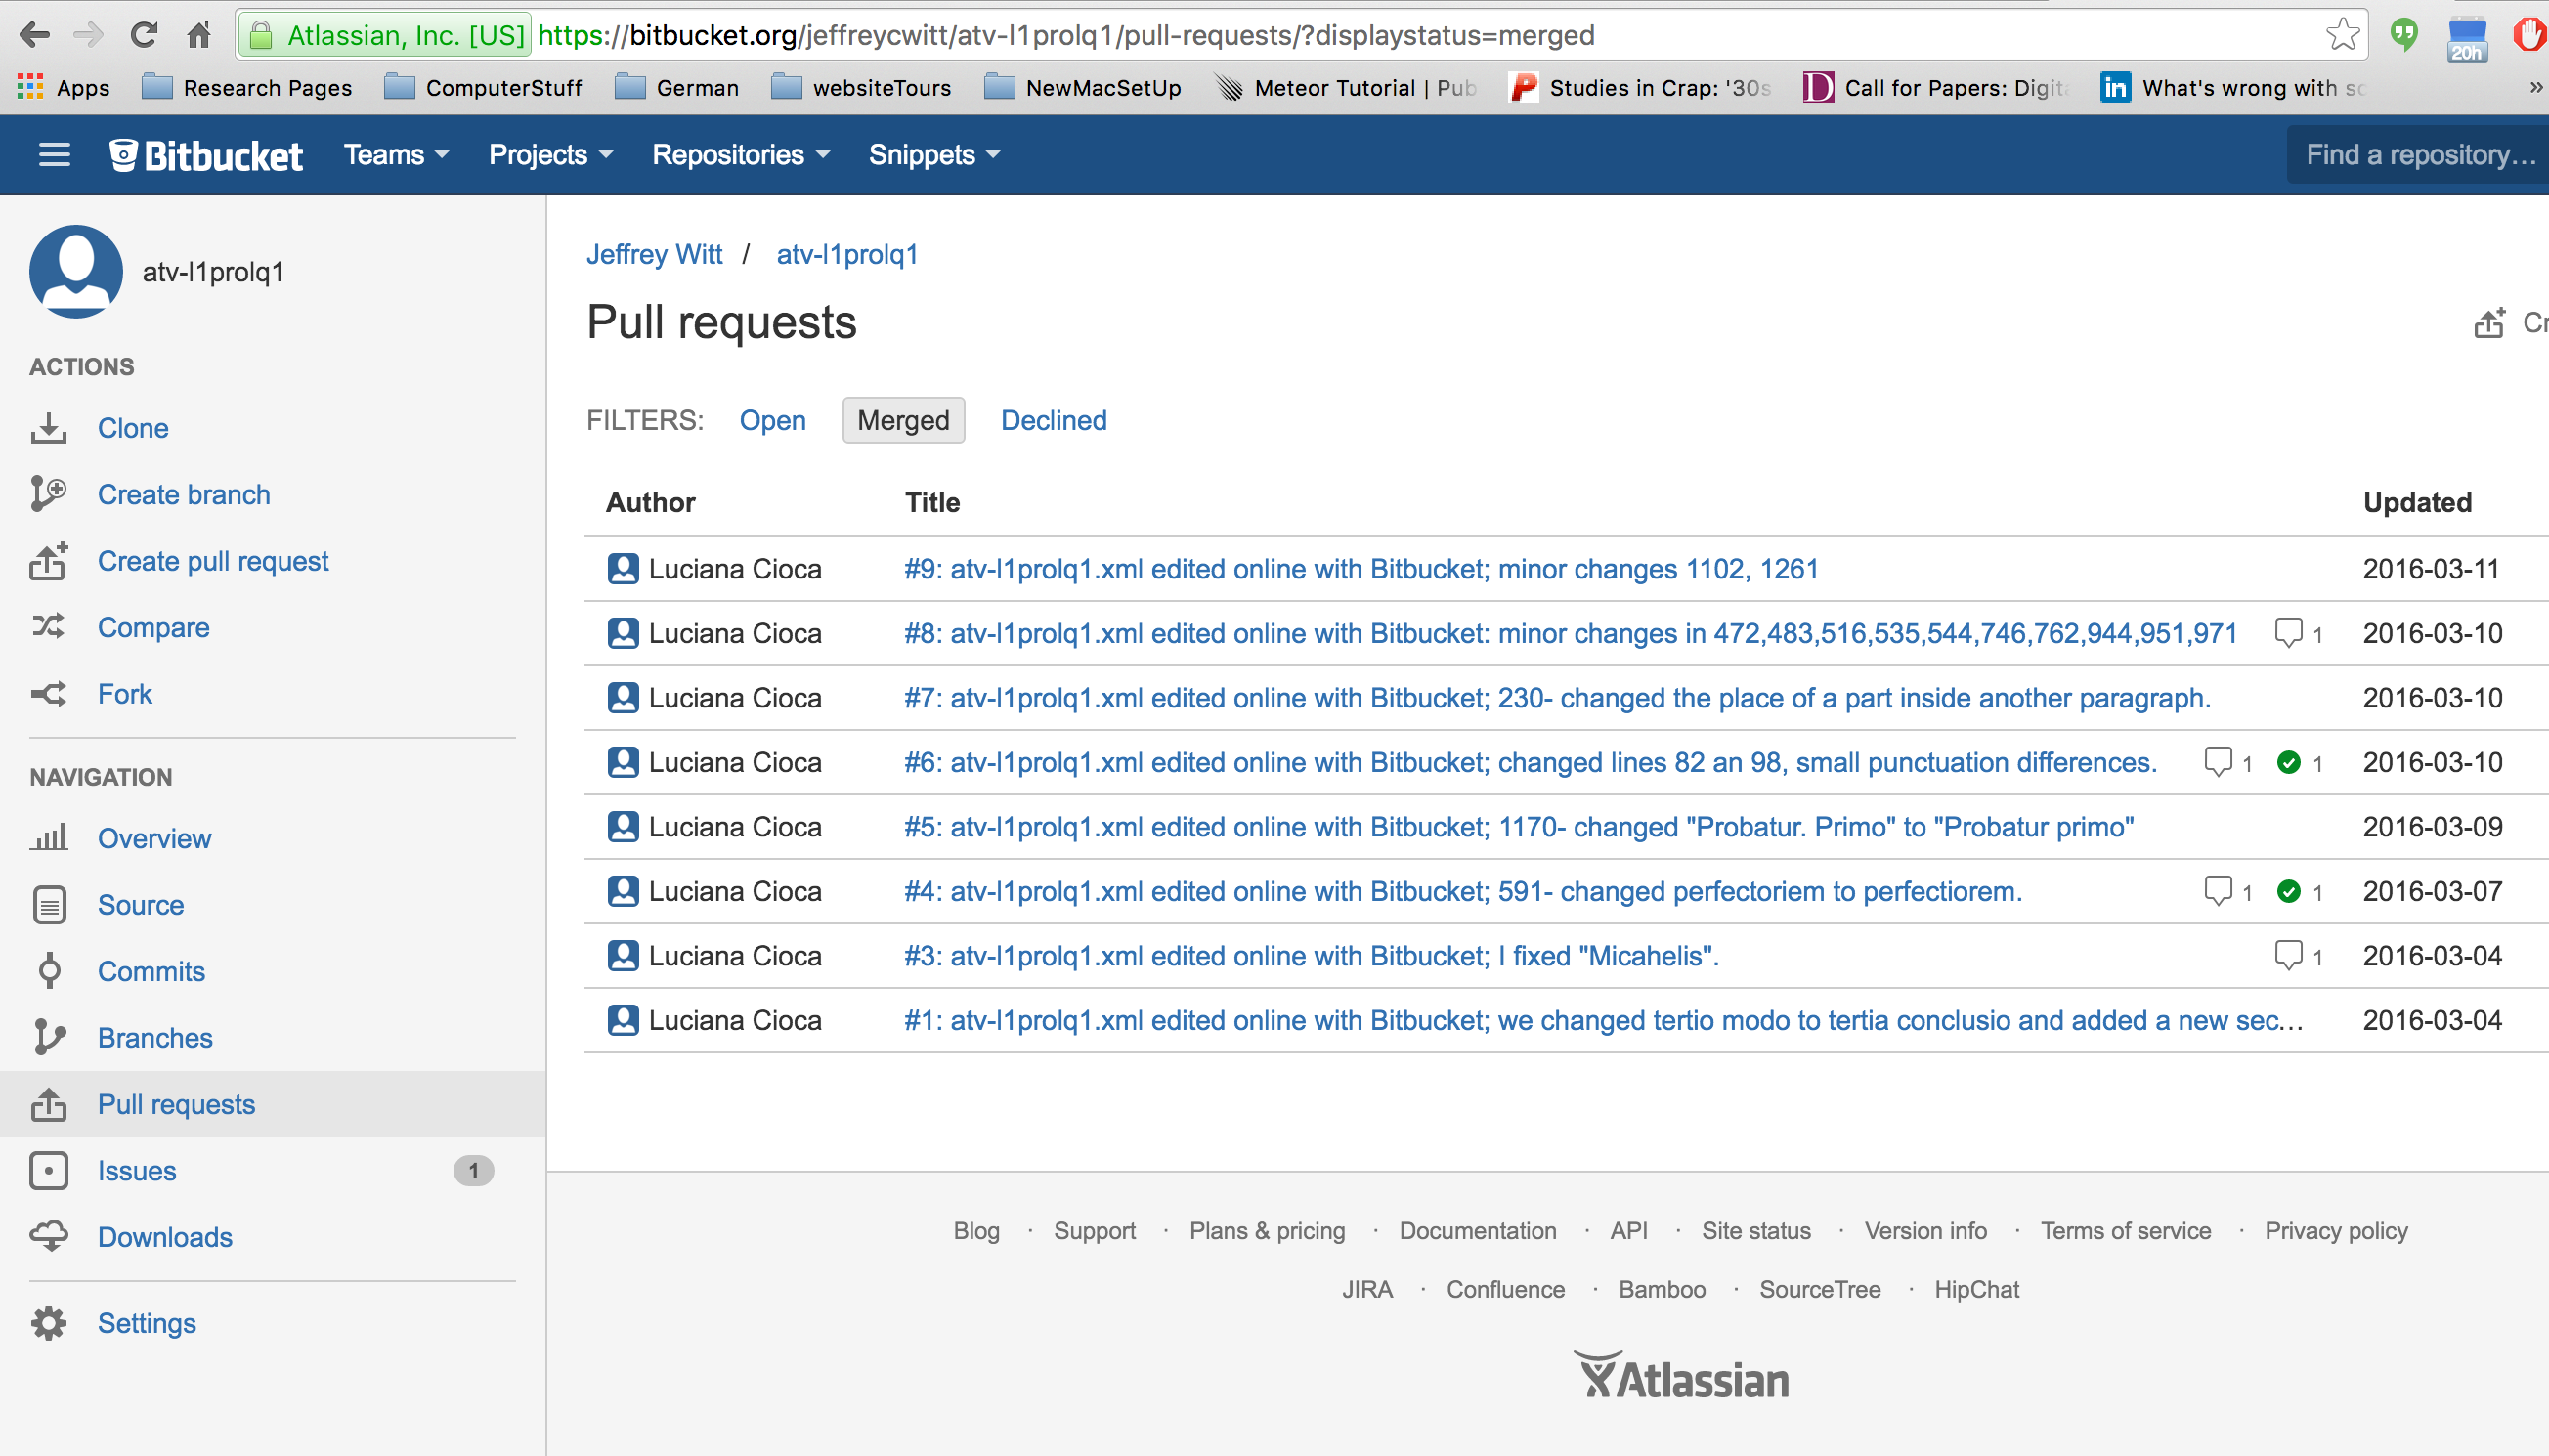 Atlassian, Inc. [US] https://bitbucket.org/jeffreycwitt/atv-l1prolq1/pull-requests/?displaystatus=merged
20h
Apps Research Pages ComputerStuff German websiteTours NewMacSetUp Meteor Tutorial | Pub Studies in Crap: '30s Call for Papers: Digit in What's wrong with so »
Bitbucket Teams Projects Repositories Snippets Find a repository…
atv-l1prolq1
Jeffrey Witt / atv-l1prolq1
Pull requests
Cr
ACTIONS
Clone
Create branch
Create pull request
Compare
Fork
NAVIGATION
Overview
Source
Commits
Branches
Pull requests
Issues 1
Downloads
Settings
FILTERS: Open Merged Declined
Author Title Updated
Luciana Cioca #9: atv-l1prolq1.xml edited online with Bitbucket; minor changes 1102, 1261 2016-03-11
Luciana Cioca #8: atv-l1prolq1.xml edited online with Bitbucket: minor changes in 472,483,516,535,544,746,762,944,951,971 1 2016-03-10
Luciana Cioca #7: atv-l1prolq1.xml edited online with Bitbucket; 230- changed the place of a part inside another paragraph. 2016-03-10
Luciana Cioca #6: atv-l1prolq1.xml edited online with Bitbucket; changed lines 82 an 98, small punctuation differences. 1 1 2016-03-10
Luciana Cioca #5: atv-l1prolq1.xml edited online with Bitbucket; 1170- changed "Probatur. Primo" to "Probatur primo" 2016-03-09
Luciana Cioca #4: atv-l1prolq1.xml edited online with Bitbucket; 591- changed perfectoriem to perfectiorem. 1 1 2016-03-07
Luciana Cioca #3: atv-l1prolq1.xml edited online with Bitbucket; I fixed "Micahelis". 1 2016-03-04
Luciana Cioca #1: atv-l1prolq1.xml edited online with Bitbucket; we changed tertio modo to tertia conclusio and added a new sec… 2016-03-04
Blog · Support · Plans & pricing · Documentation · API · Site status · Version info · Terms of service · Privacy policy
JIRA · Confluence · Bamboo · SourceTree · HipChat
Atlassian